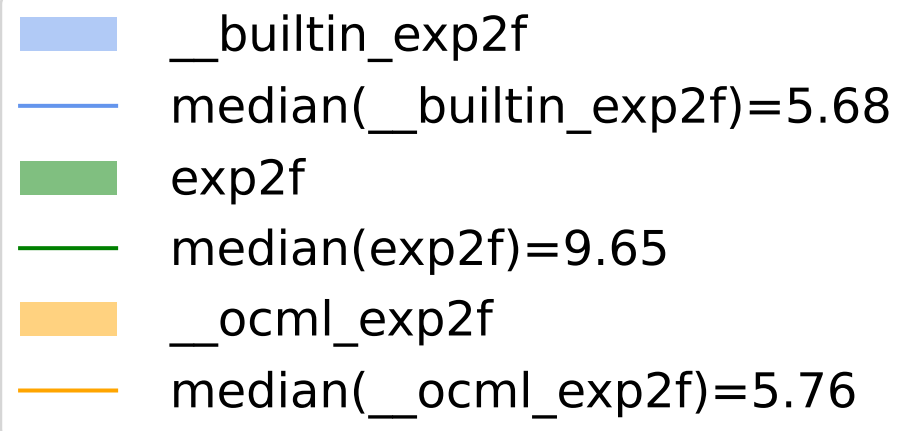 __builtin_exp2f
median(__builtin_exp2f)=5.68
exp2f
median(exp2f)=9.65
__ocml_exp2f
median(__ocml_exp2f)=5.76